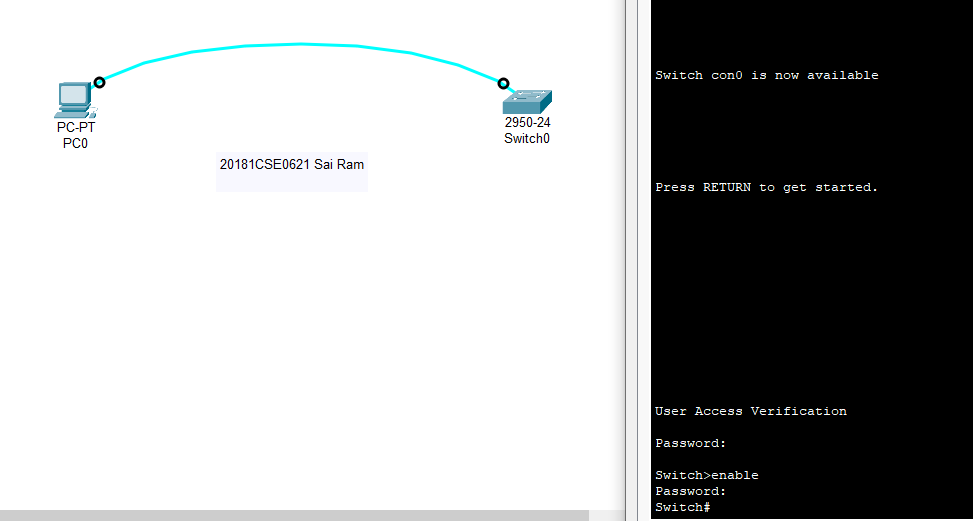 PC-PT
PC0
2950-24
Switch0
20181CSE0621 Sai Ram
Switch con0 is now available
Press RETURN to get started.
User Access Verification
Password:
Switch>enable
Password:
Switch#